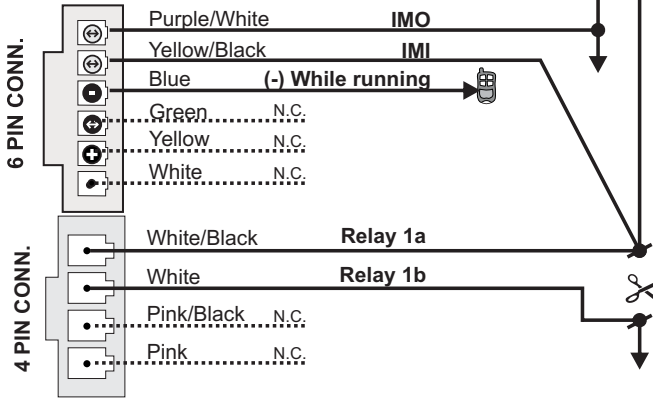 6 PIN CONN.
Purple/White IMO
Yellow/Black IMI
Blue (-) While running
Green N.C.
Yellow N.C.
White N.C.
4 PIN CONN.
White/Black Relay 1a
White Relay 1b
Pink/Black N.C.
Pink N.C.